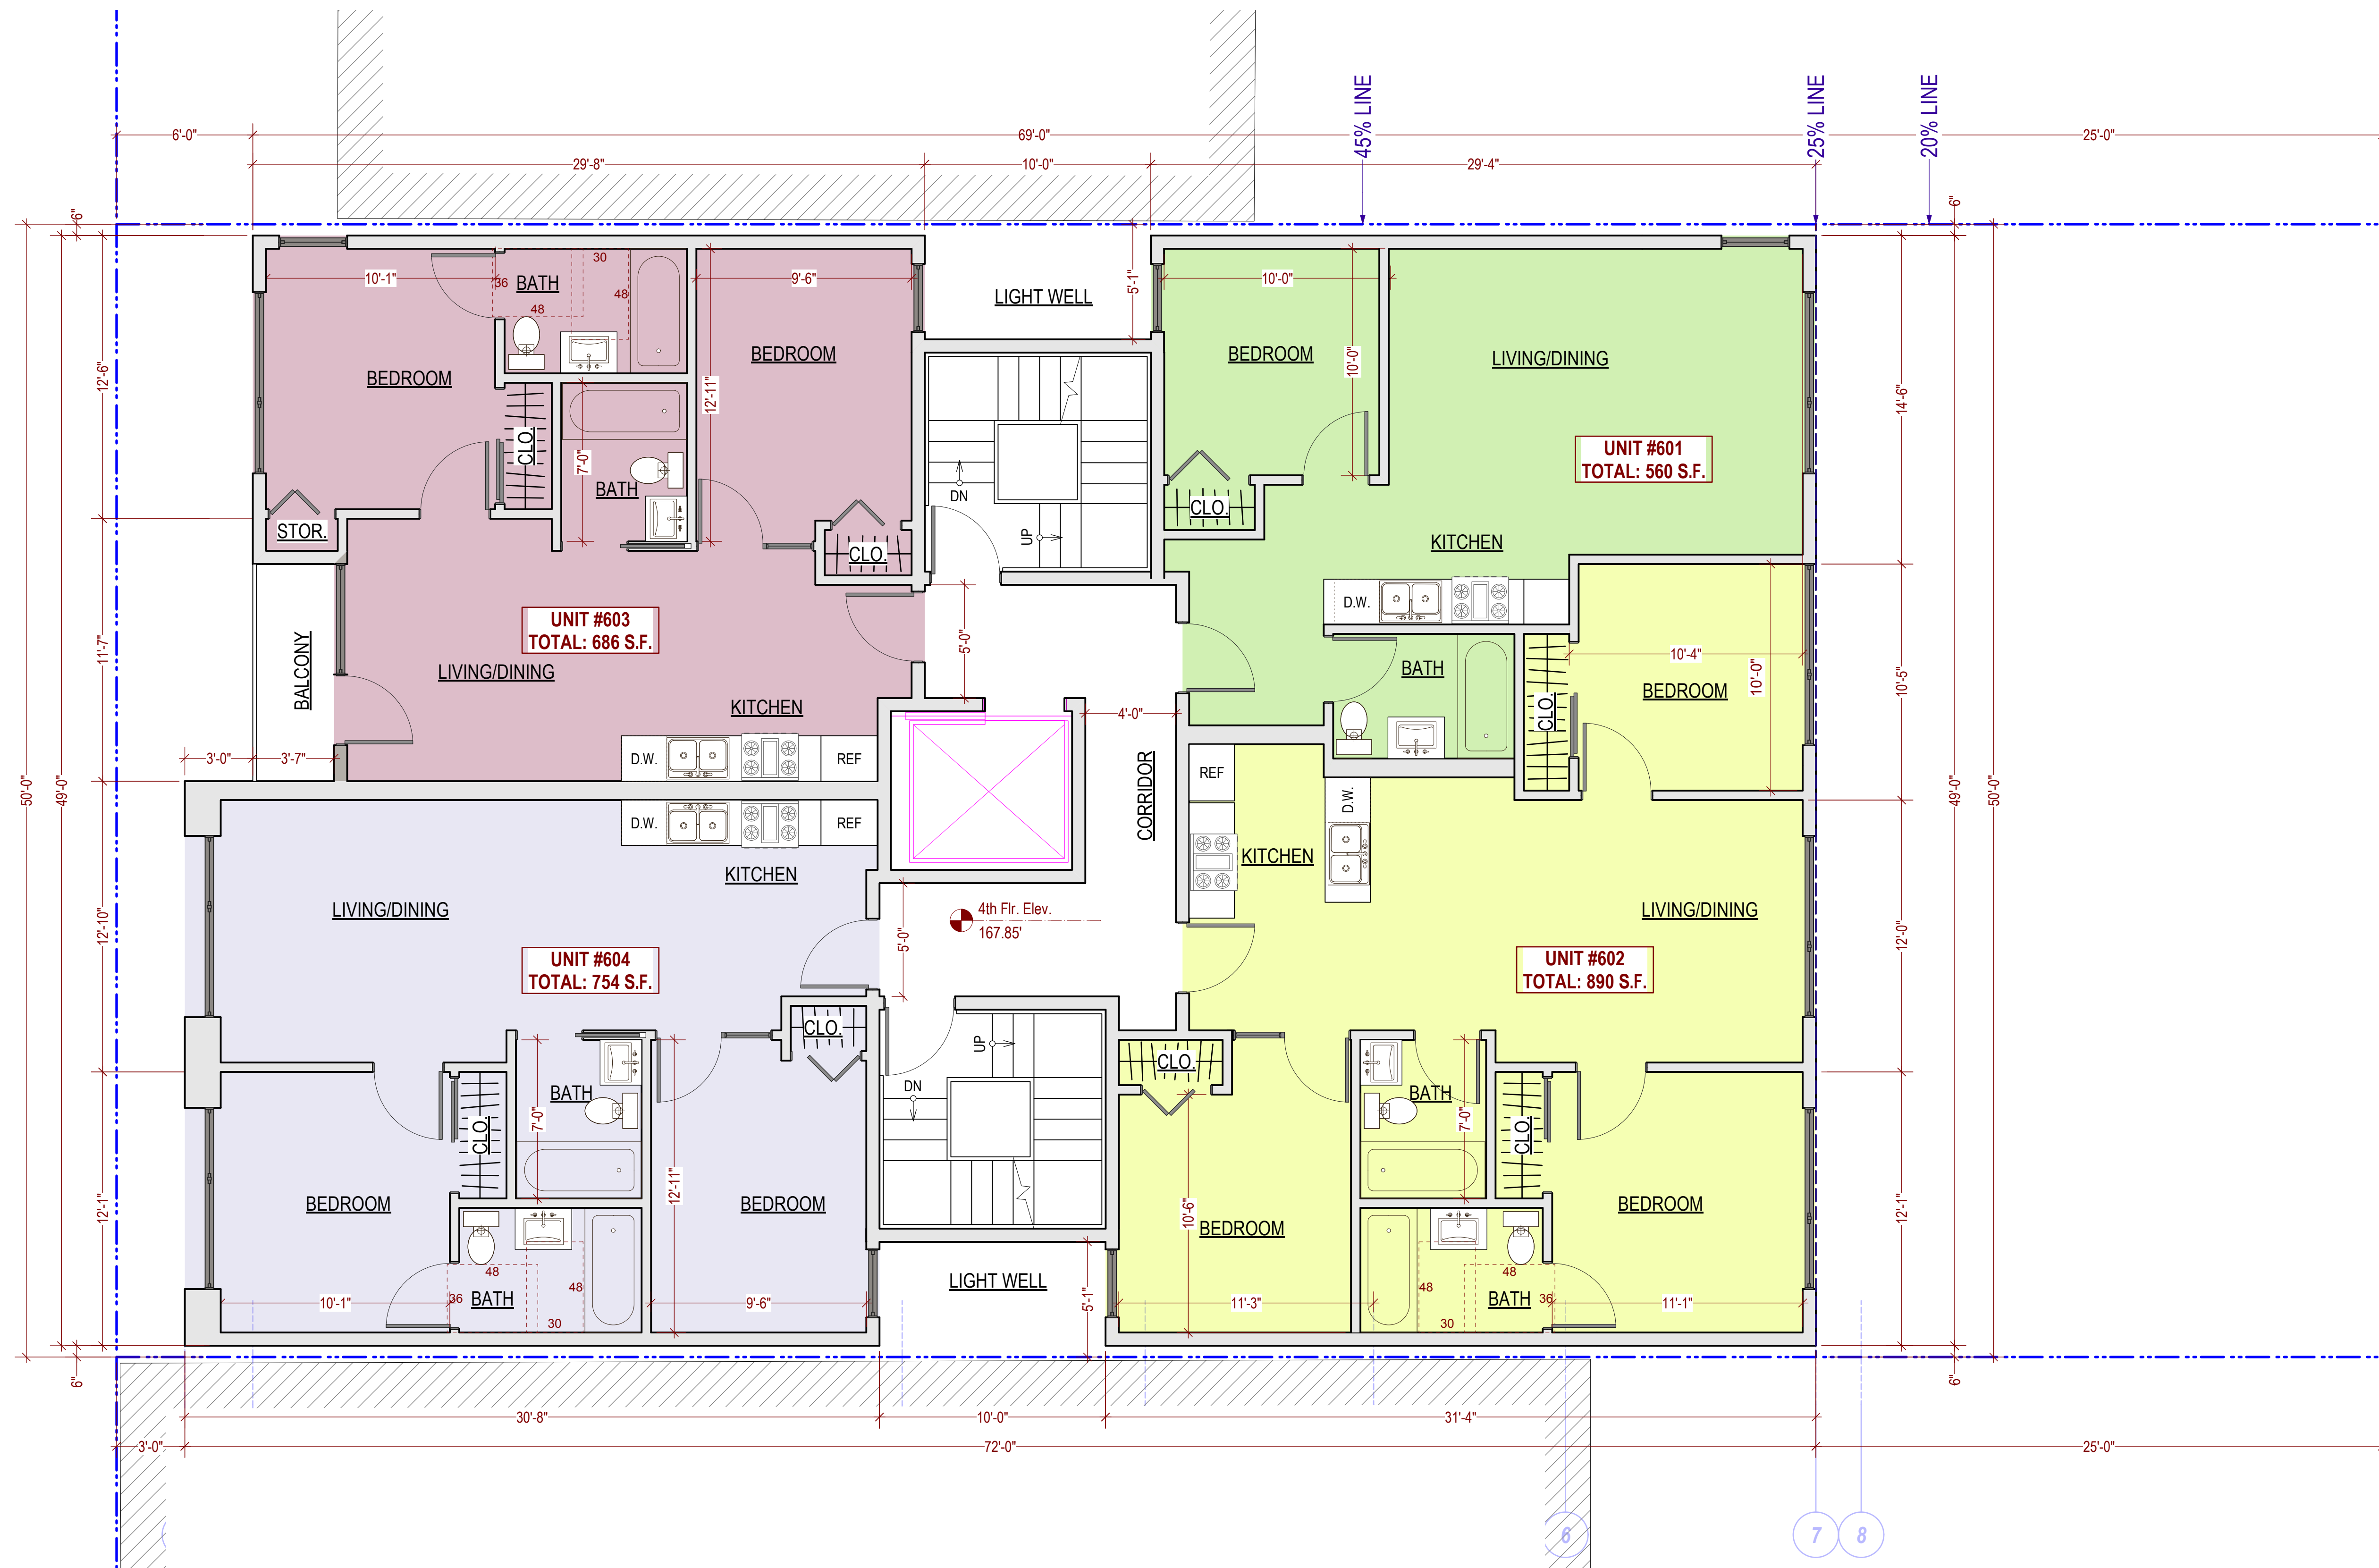 45% LINE
25% LINE
20% LINE
6'-0"
69'-0"
25'-0"
29'-8"
10'-0"
29'-4"
6"
6"
10'-1"
36
BATH
30
48
48
9'-6"
LIGHT WELL
5'-1"
10'-0"
BEDROOM
BEDROOM
12'-11"
BEDROOM
10'-0"
LIVING/DINING
12'-6"
14'-6"
CLO.
7'-0"
BATH
UNIT #601
TOTAL: 560 S.F.
DN
UP
CLO.
STOR.
CLO.
KITCHEN
D.W.
UNIT #603
TOTAL: 686 S.F.
5'-0"
11'-7"
BALCONY
LIVING/DINING
KITCHEN
BATH
10'-4"
10'-0"
BEDROOM
CLO.
10'-5"
4'-0"
3'-0"
3'-7"
D.W.
REF
CORRIDOR
REF
D.W.
50'-0"
49'-0"
49'-0"
50'-0"
D.W.
REF
KITCHEN
KITCHEN
LIVING/DINING
LIVING/DINING
4th Flr. Elev.
167.85'
5'-0"
12'-10"
12'-0"
UNIT #604
TOTAL: 754 S.F.
UNIT #602
TOTAL: 890 S.F.
CLO.
UP
DN
CLO.
BATH
7'-0"
CLO.
BATH
7'-0"
CLO.
12'-11"
BEDROOM
BEDROOM
10'-6"
BEDROOM
BEDROOM
12'-1"
12'-1"
48
48
36
BATH
30
10'-1"
9'-6"
LIGHT WELL
5'-1"
11'-3"
48
48
BATH
36
30
11'-1"
6"
6"
30'-8"
10'-0"
31'-4"
3'-0"
72'-0"
25'-0"
6
7
8